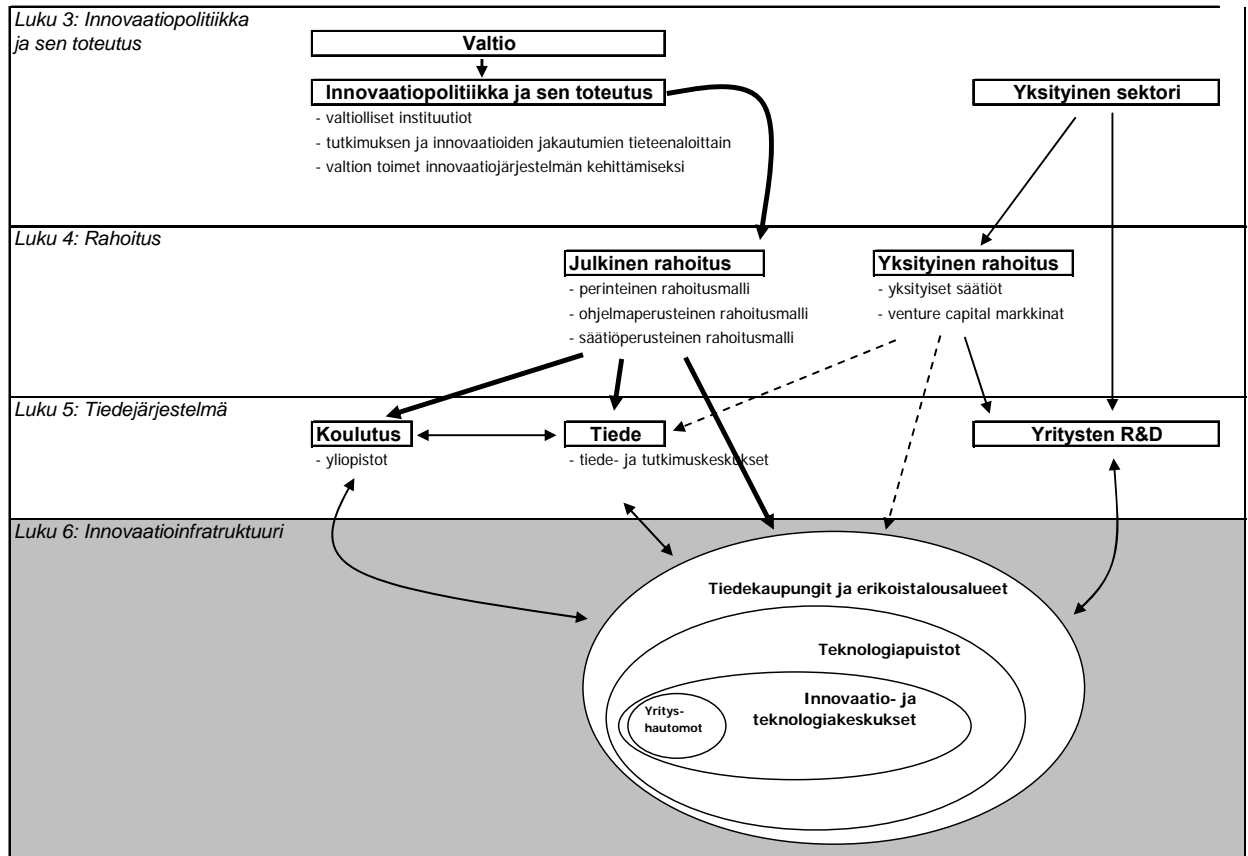 Luku 3: Innovaatiopolitiikka
ja sen toteutus
Valtio
Innovaatiopolitiikka ja sen toteutus
- valtiolliset instituutiot
- tutkimuksen ja innovaatioiden jakautumien tieteenaloittain
- valtion toimet innovaatiojärjestelmän kehittämiseksi
Yksityinen sektori
Luku 4: Rahoitus
Julkinen rahoitus
- perinteinen rahoitusmalli
- ohjelmaperusteinen rahoitusmalli
- säätiöperusteinen rahoitusmalli
Yksityinen rahoitus
- yksityiset säätiöt
- venture capital markkinat
Luku 5: Tiedejärjestelmä
Koulutus
- yliopistot
Tiede
- tiede- ja tutkimuskeskukset
Yritysten R&D
Luku 6: Innovaatioinfratruktuuri
Tiedekaupungit ja erikoistalousalueet
Teknologiapuistot
Innovaatio- ja
teknologiakeskukset
Yritys-
hautomot